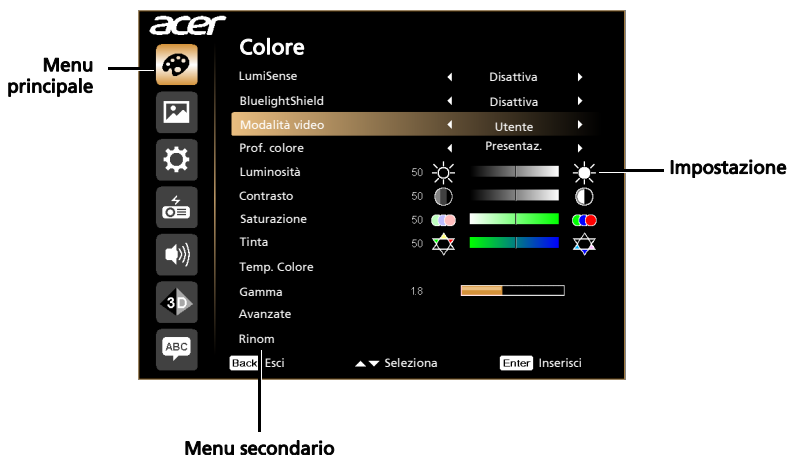 acer
Colore
Menu
principale
LumiSense Disattiva
BluelightShield Disattiva
Modalità video Utente
Prof. colore Presentaz.
Luminosità 50
Impostazione
Contrasto 50
Saturazione 50
Tinta 50
Temp. Colore
Gamma 1.8
Avanzate
Rinom
3D
ABC
Back Esci Seleziona Enter Inserisci
Menu secondario